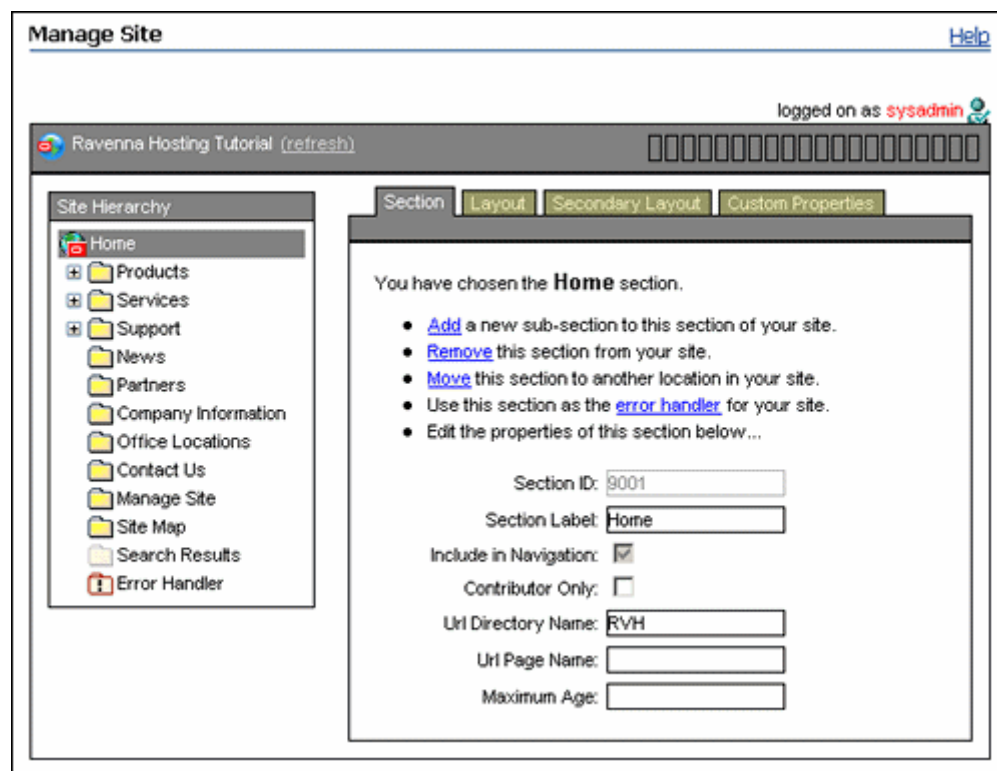 Manage Site
Help
logged on as sysadmin
Ravenna Hosting Tutorial (refresh)
Site Hierarchy
Home
Products
Services
Support
News
Partners
Company Information
Office Locations
Contact Us
Manage Site
Site Map
Search Results
Error Handler
Section
Layout
Secondary Layout
Custom Properties
You have chosen the Home section.
Add a new sub-section to this section of your site.
Remove this section from your site.
Move this section to another location in your site.
Use this section as the error handler for your site.
Edit the properties of this section below...
Section ID: 9001
Section Label: Home
Include in Navigation:
Contributor Only:
Url Directory Name: RVH
Url Page Name:
Maximum Age: